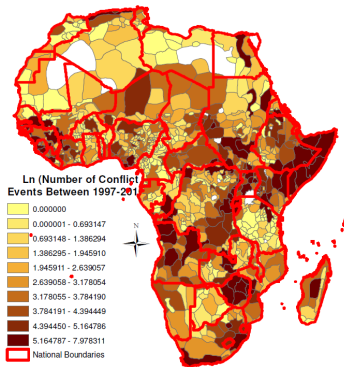 Ln (Number of Conflict
Events Between 1997-201
0.000000
0.000001 - 0.693147
0.693148 - 1.386294
1.386295 - 1.945910
1.945911 - 2.639057
2.639058 - 3.178054
3.178055 - 3.784190
3.784191 - 4.394449
4.394450 - 5.164786
5.164787 - 7.978311
National Boundaries
N